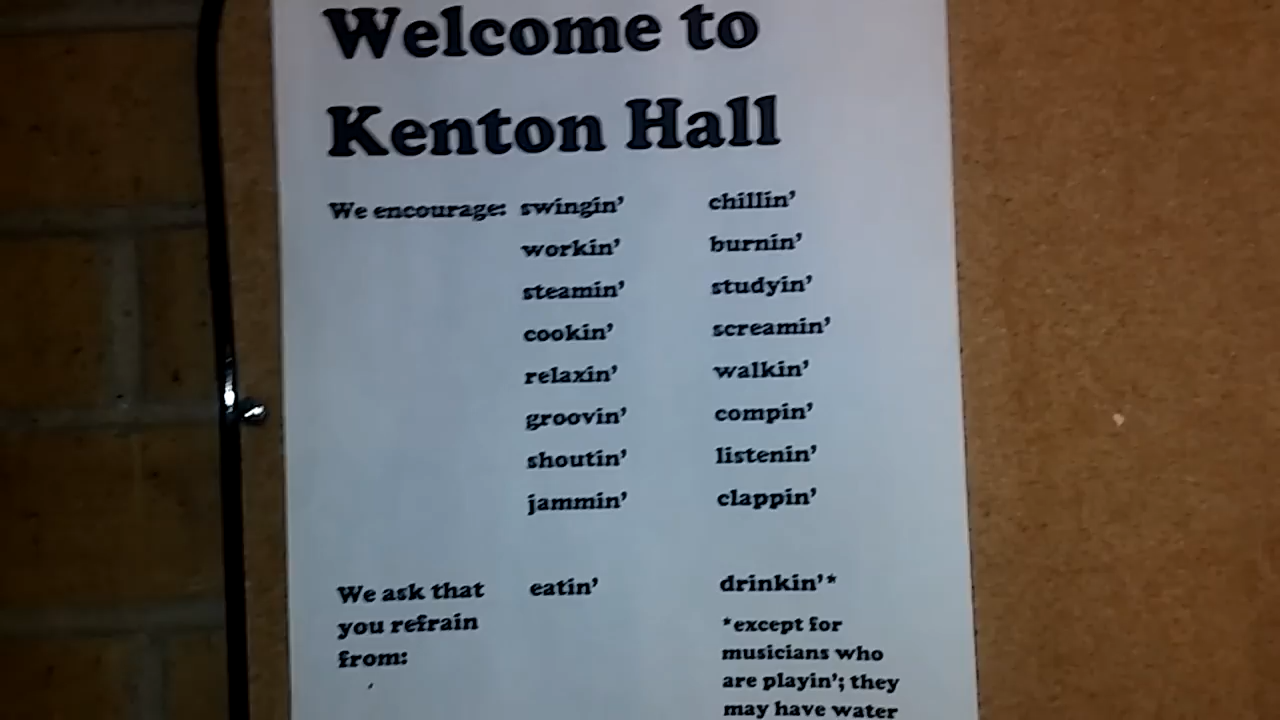 Welcome to
Kenton Hall
We encourage: swingin' chillin'
workin' burnin'
steamin' studyin'
cookin' screamin'
relaxin' walkin'
groovin' compin'
shoutin' listenin'
jammin' clappin'
We ask that you refrain from: eatin' drinkin'*
*except for
musicians who
are playin'; they
may have water